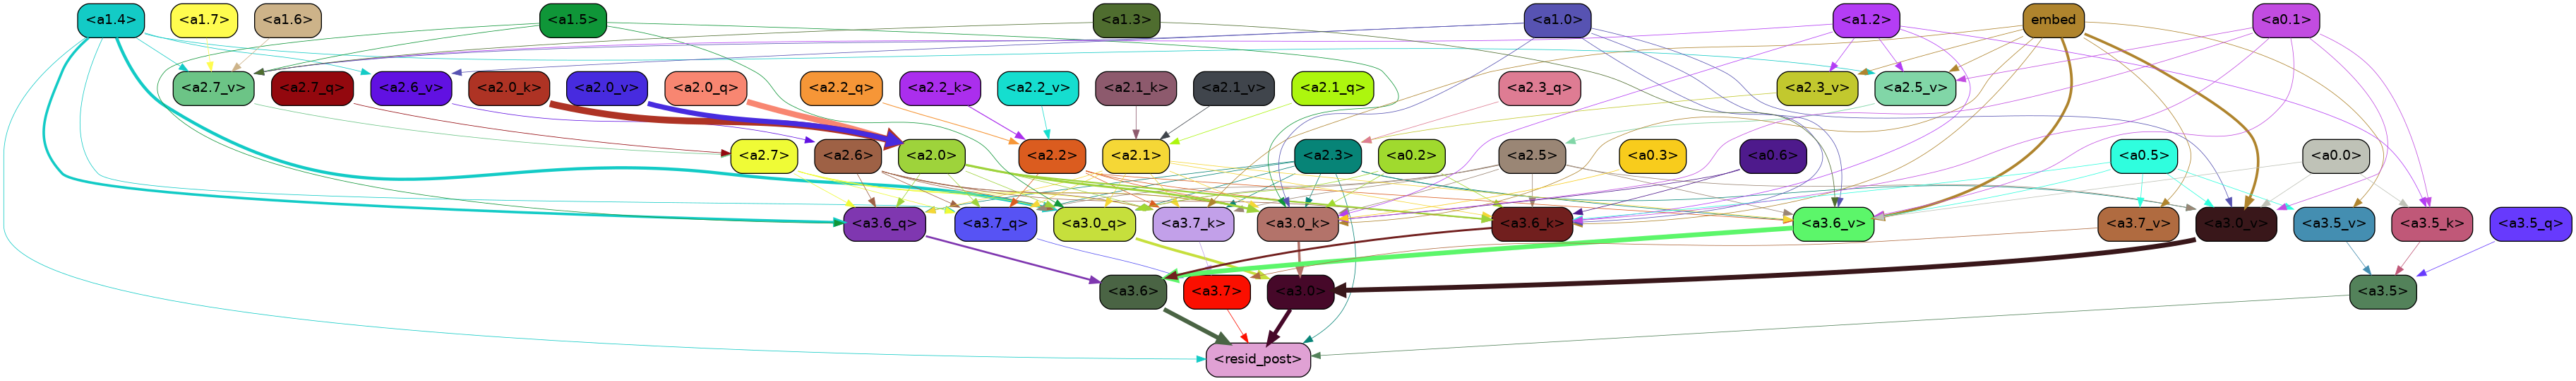 <a1.4> <a1.7> <a1.6> <a1.5> <a1.3> <a1.0> <a1.2> embed <a0.1>
<a2.7_v> <a2.7_q> <a2.6_v> <a2.0_k> <a2.0_v> <a2.0_q> <a2.2_q> <a2.2_k> <a2.2_v> <a2.1_k> <a2.1_v> <a2.1_q> <a2.3_q> <a2.3_v> <a2.5_v>
<a2.7> <a2.6> <a2.0> <a2.2> <a2.1> <a2.3> <a0.2> <a2.5> <a0.3> <a0.6> <a0.5> <a0.0>
<a3.6_q> <a3.7_q> <a3.0_q> <a3.7_k> <a3.0_k> <a3.6_k> <a3.6_v> <a3.7_v> <a3.0_v> <a3.5_v> <a3.5_k> <a3.5_q>
<a3.6> <a3.7> <a3.0> <a3.5>
<resid_post>